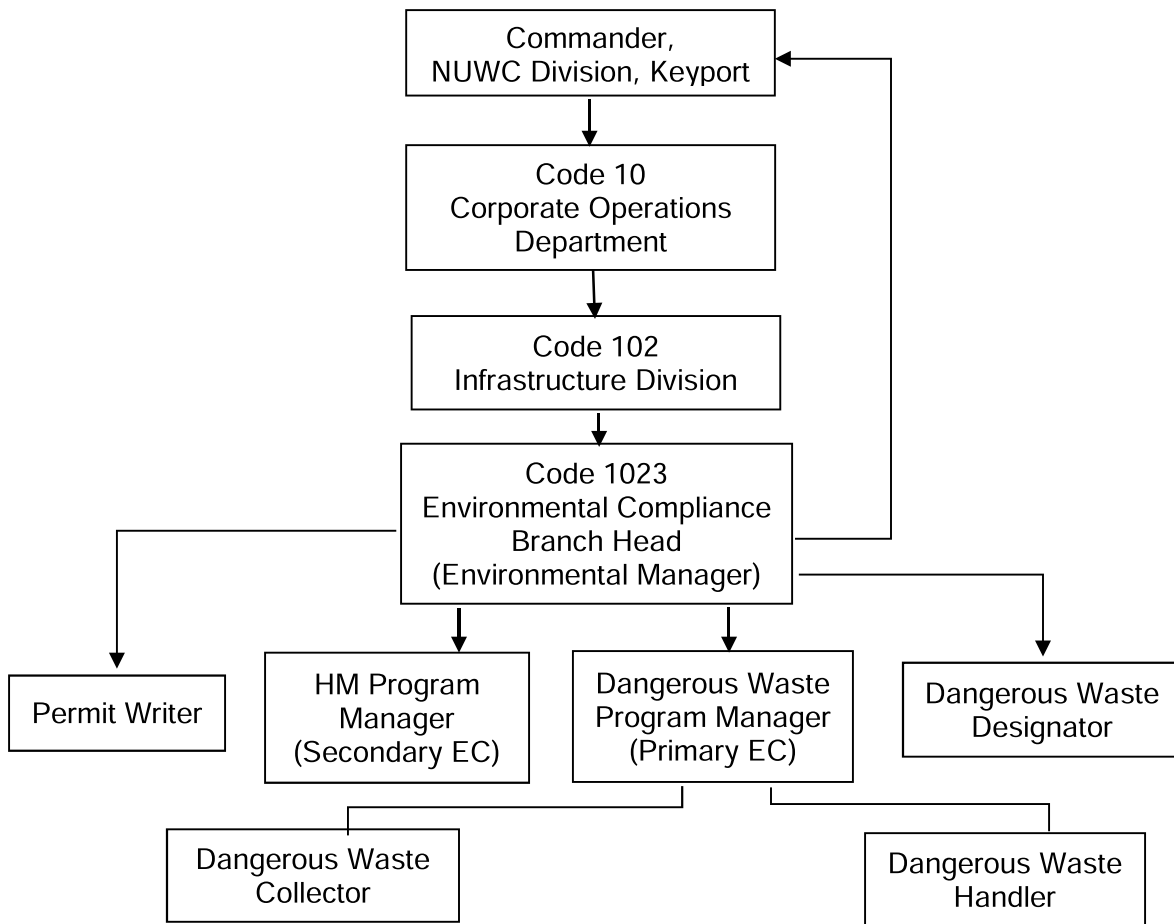 Commander,
NUWC Division, Keyport
Code 10
Corporate Operations
Department
Code 102
Infrastructure Division
Code 1023
Environmental Compliance
Branch Head
(Environmental Manager)
Permit Writer
HM Program
Manager
(Secondary EC)
Dangerous Waste
Program Manager
(Primary EC)
Dangerous Waste
Designator
Dangerous Waste
Collector
Dangerous Waste
Handler